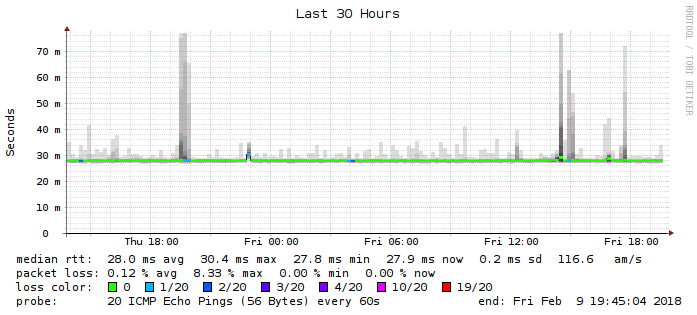 Last 30 Hours
RRDTOOL / TOBI OETIKER
Seconds
70 m
60 m
50 m
40 m
30 m
20 m
10 m
0
Thu 18:00 Fri 00:00 Fri 06:00 Fri 12:00 Fri 18:00
median rtt: 28.0 ms avg 30.4 ms max 27.8 ms min 27.9 ms now 0.2 ms sd 116.6 am/s
packet loss: 0.12 % avg 8.33 % max 0.00 % min 0.00 % now
loss color: 0 1/20 2/20 3/20 4/20 10/20 19/20
probe: 20 ICMP Echo Pings (56 Bytes) every 60s end: Fri Feb 9 19:45:04 2018